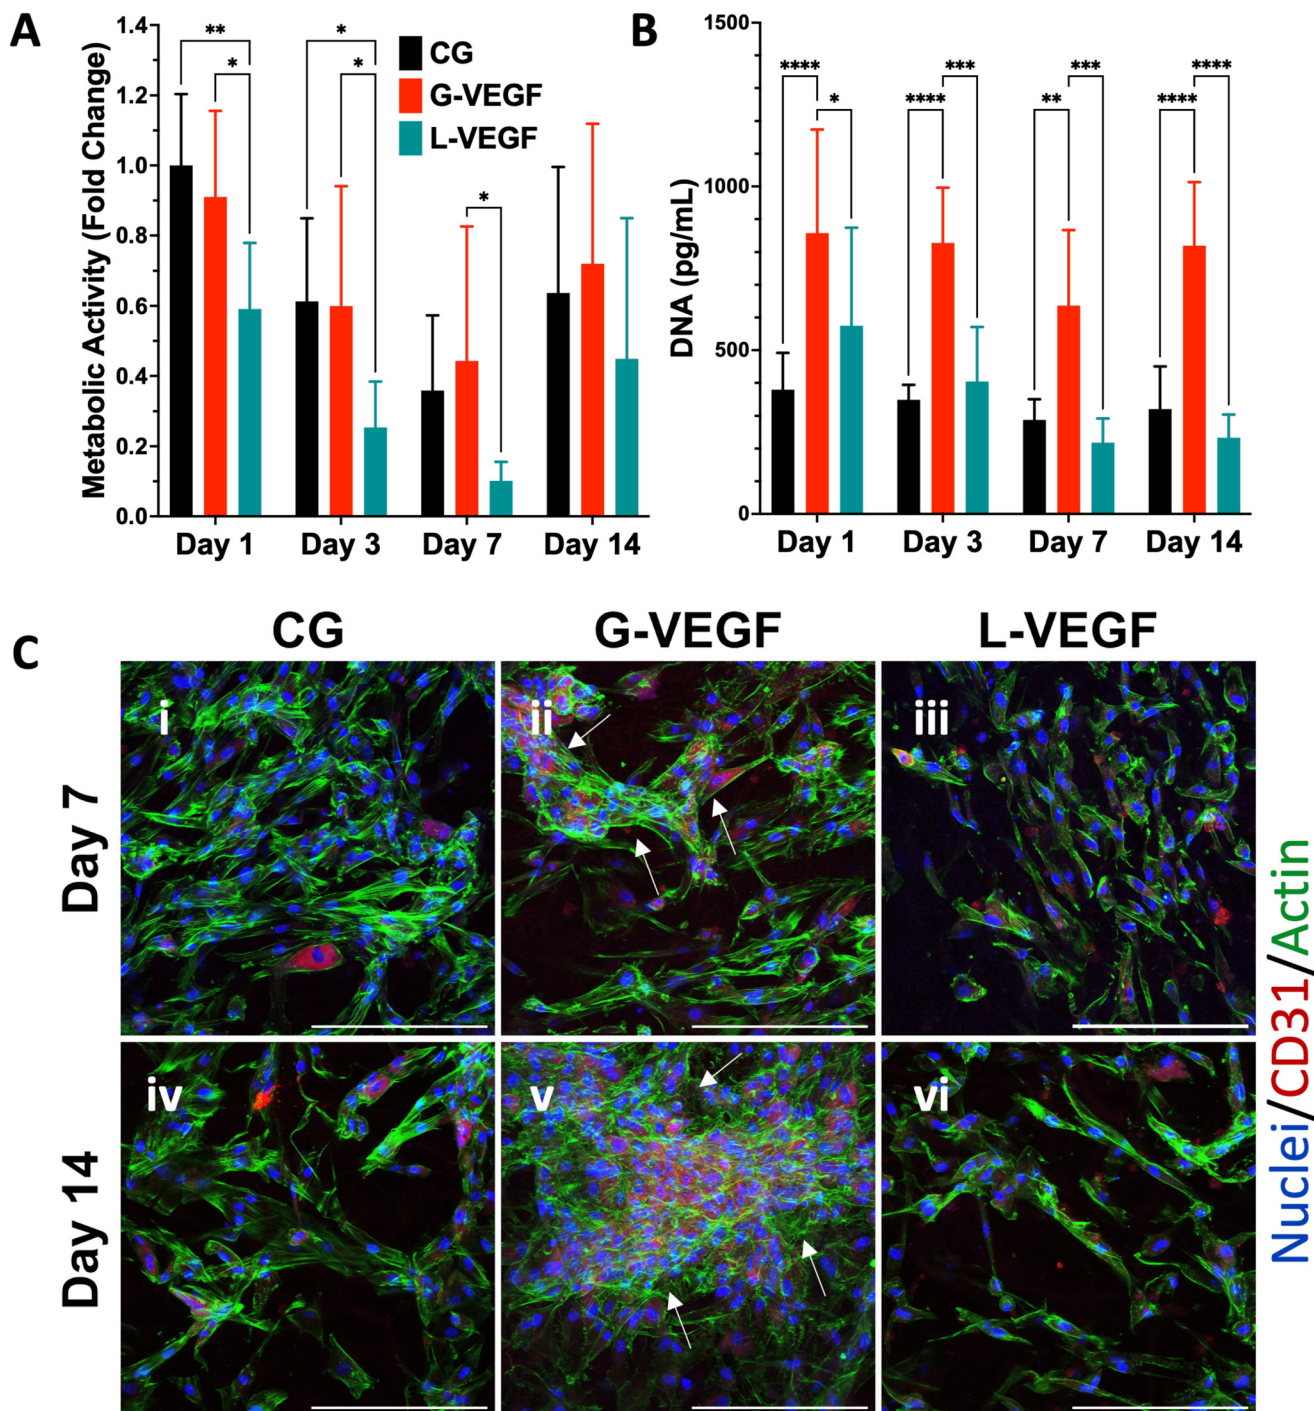 A
Metabolic Activity (Fold Change)
1.4
1.2
1.0
0.8
0.6
0.4
0.2
0.0
** * * * *
CG
G-VEGF
L-VEGF
Day 1 Day 3 Day 7 Day 14
B
DNA (pg/mL)
1500
1000
500
0
**** * **** *** ** *** **** ****
Day 1 Day 3 Day 7 Day 14
C
CG G-VEGF L-VEGF
Day 7
i ii iii
Day 14
iv v vi
Nuclei/CD31/Actin